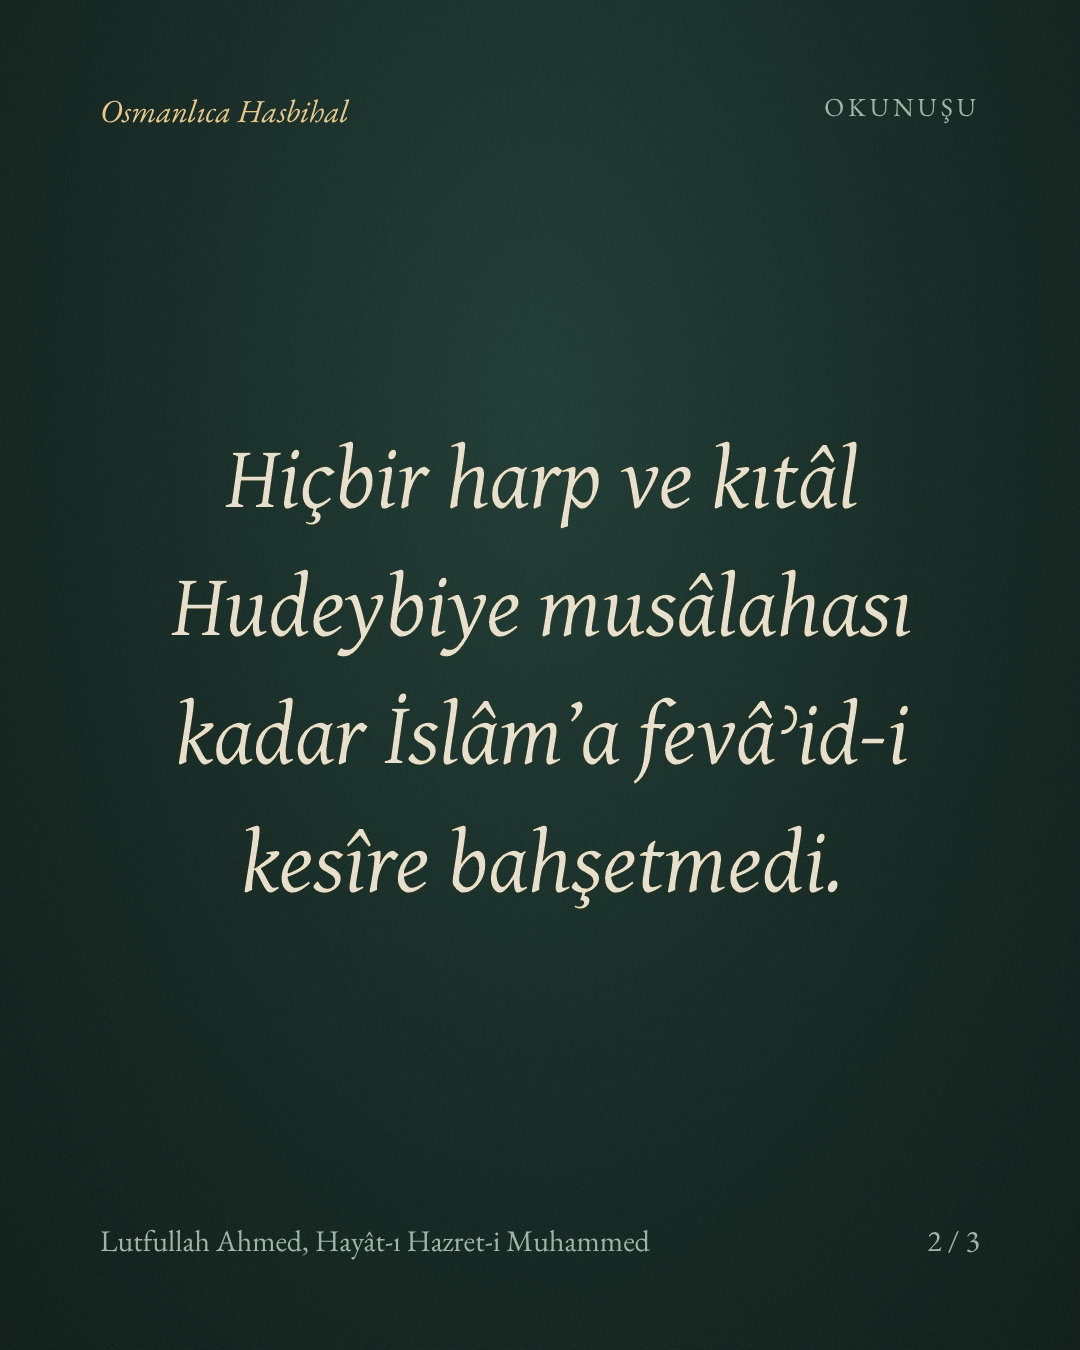 Osmanlıca Hasbihal
OKUNUŞU
Hiçbir harp ve kıtâl
Hudeybiye musâlahası
kadar İslâm’a fevâʾid-i
kesîre bahşetmedi.
Lutfullah Ahmed, Hayât-ı Hazret-i Muhammed
2 / 3